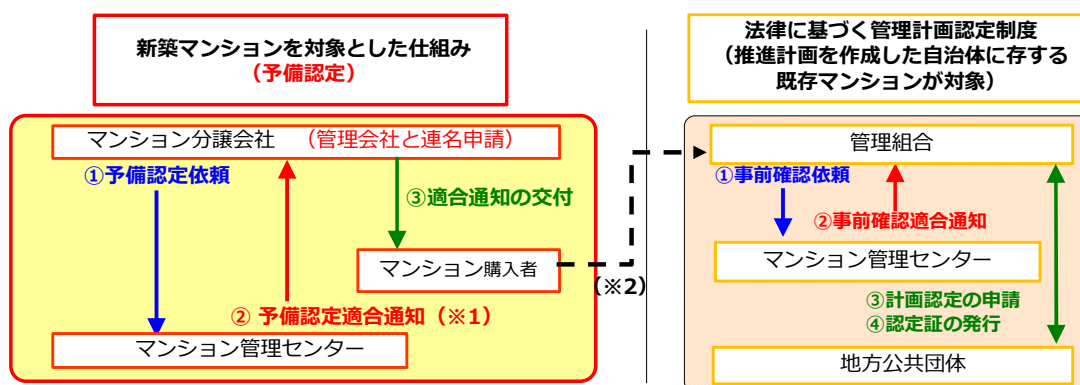 新築マンションを対象とした仕組み
（予備認定）
マンション分譲会社　（管理会社と連名申請）
①予備認定依頼
③適合通知の交付
マンション購入者
（※2）
② 予備認定適合通知（※1）
マンション管理センター
法律に基づく管理計画認定制度
（推進計画を作成した自治体に存する
既存マンションが対象）
管理組合
①事前確認依頼
②事前確認適合通知
マンション管理センター
③計画認定の申請
④認定証の発行
地方公共団体